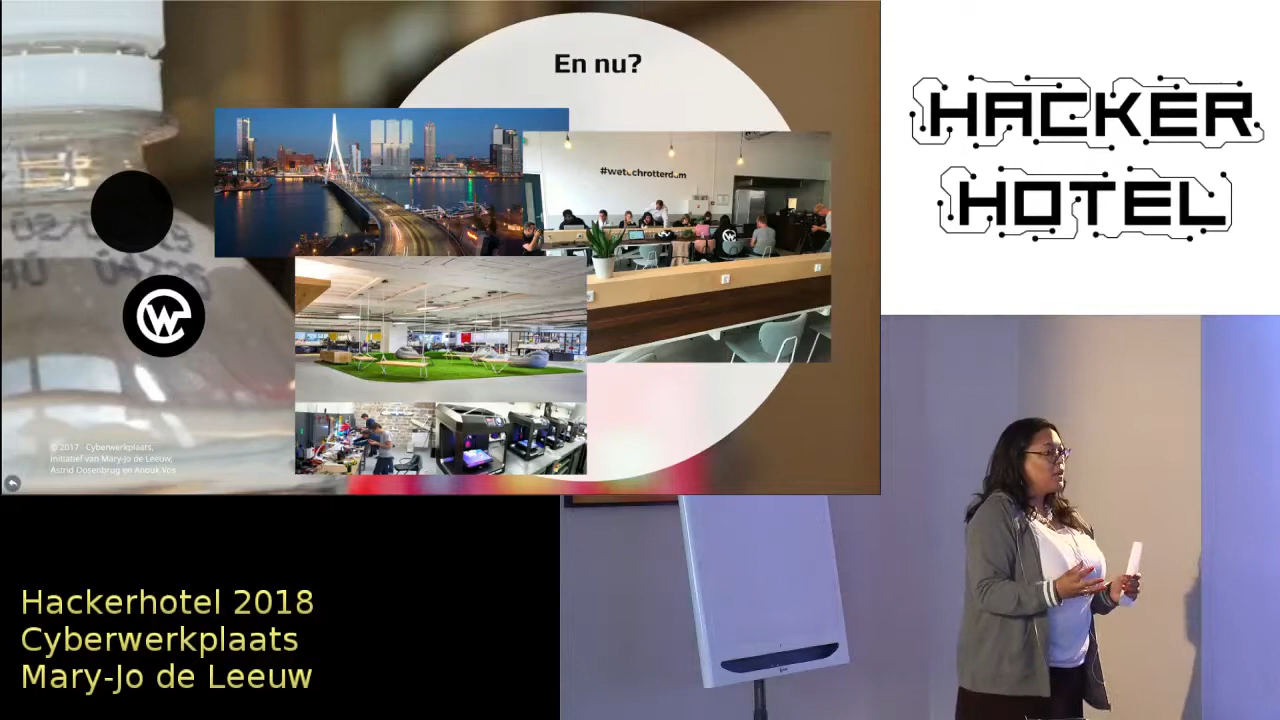 En nu?
#wetechrotterdam
© 2017 - Cyberwerkplaats,
initiatief van Mary-Jo de Leeuw,
Astrid Oosenbrug en Anouk Vos
HACKER
HOTEL
Hackerhotel 2018
Cyberwerkplaats
Mary-Jo de Leeuw